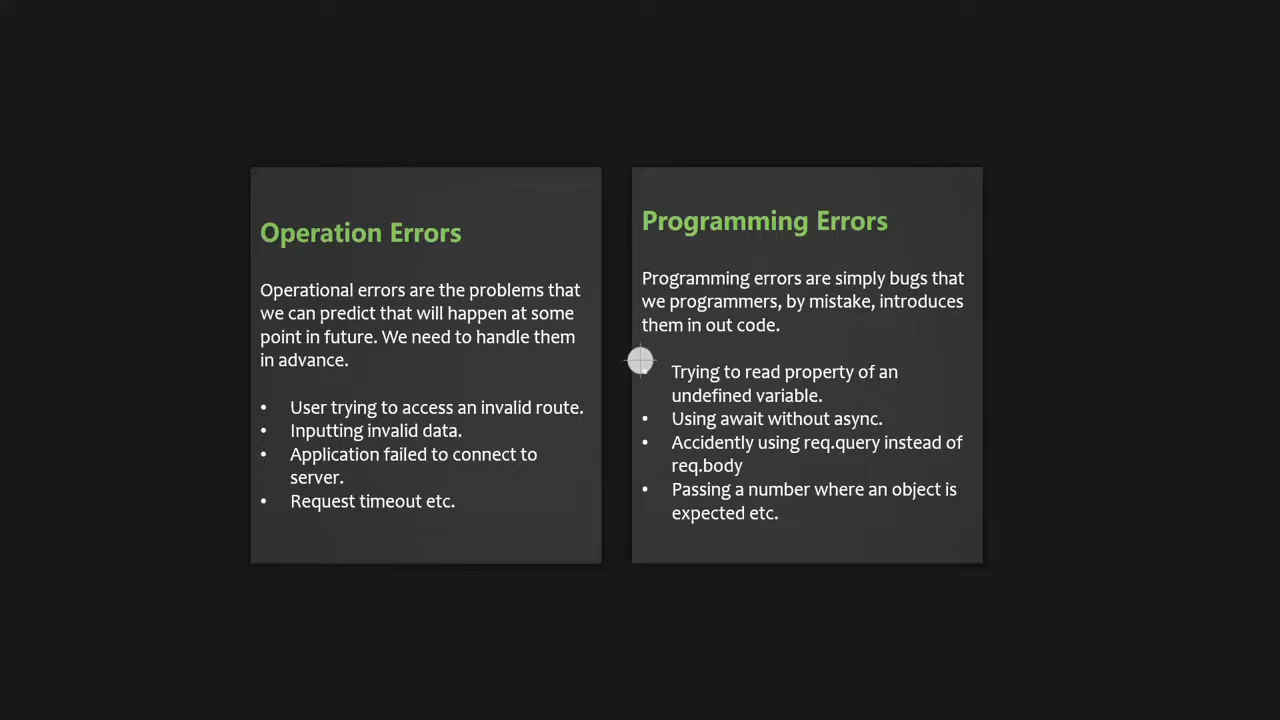 Operation Errors
Operational errors are the problems that
we can predict that will happen at some
point in future. We need to handle them
in advance.
• User trying to access an invalid route.
• Inputting invalid data.
• Application failed to connect to
server.
• Request timeout etc.
Programming Errors
Programming errors are simply bugs that
we programmers, by mistake, introduces
them in out code.
• Trying to read property of an
undefined variable.
• Using await without async.
• Accidently using req.query instead of
req.body
• Passing a number where an object is
expected etc.